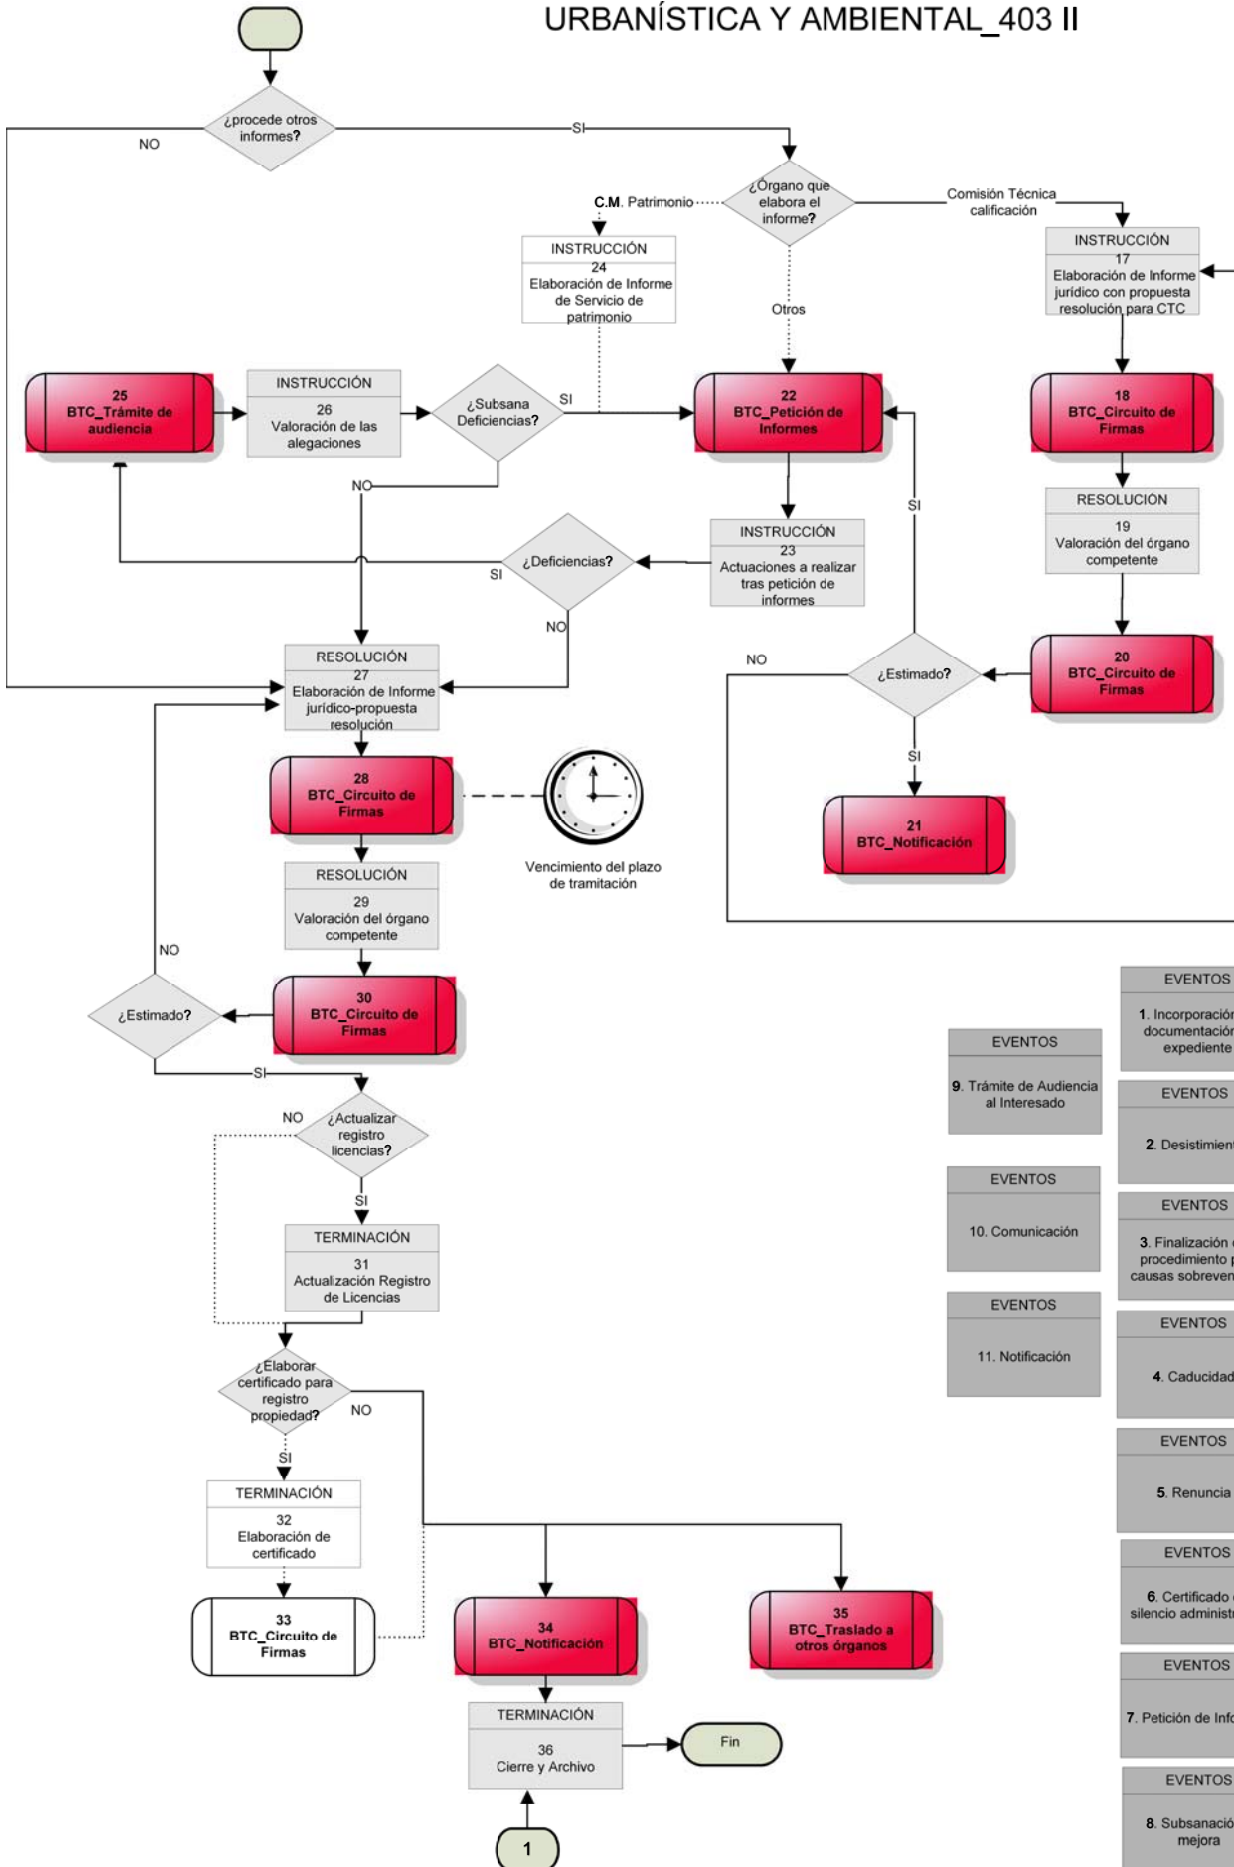 URBANÍSTICA Y AMBIENTAL_403 II
¿procede otros
informes?
NO
SI
¿Órgano que
elabora el
informe?
C.M. Patrimonio
Comisión Técnica
calificación
Otros
INSTRUCCIÓN
24
Elaboración de Informe
de Servicio de
patrimonio
INSTRUCCIÓN
17
Elaboración de Informe
jurídico con propuesta
resolución para CTC
25
BTC_Trámite de
audiencia
INSTRUCCIÓN
26
Valoración de las
alegaciones
¿Subsana
Deficiencias?
SI
NO
22
BTC_Petición de
Informes
18
BTC_Circuito de
Firmas
INSTRUCCIÓN
23
Actuaciones a realizar
tras petición de
informes
¿Deficiencias?
SI
NO
SI
RESOLUCIÓN
19
Valoración del órgano
competente
20
BTC_Circuito de
Firmas
¿Estimado?
NO
SI
21
BTC_Notificación
RESOLUCIÓN
27
Elaboración de Informe
jurídico-propuesta
resolución
28
BTC_Circuito de
Firmas
Vencimiento del plazo
de tramitación
RESOLUCIÓN
29
Valoración del órgano
competente
30
BTC_Circuito de
Firmas
¿Estimado?
NO
SI
¿Actualizar
registro
licencias?
NO
SI
TERMINACIÓN
31
Actualización Registro
de Licencias
¿Elaborar
certificado para
registro
propiedad?
NO
SI
TERMINACIÓN
32
Elaboración de
certificado
33
BTC_Circuito de
Firmas
34
BTC_Notificación
35
BTC_Traslado a
otros órganos
TERMINACIÓN
36
Cierre y Archivo
Fin
1
EVENTOS
9. Trámite de Audiencia
al Interesado
EVENTOS
10. Comunicación
EVENTOS
11. Notificación
EVENTOS
1. Incorporación
documentación
expediente
EVENTOS
2. Desistimient
EVENTOS
3. Finalización
procedimiento p
causas sobreven
EVENTOS
4. Caducidad
EVENTOS
5. Renuncia
EVENTOS
6. Certificado
silencio administr
EVENTOS
7. Petición de Info
EVENTOS
8. Subsanació
mejora